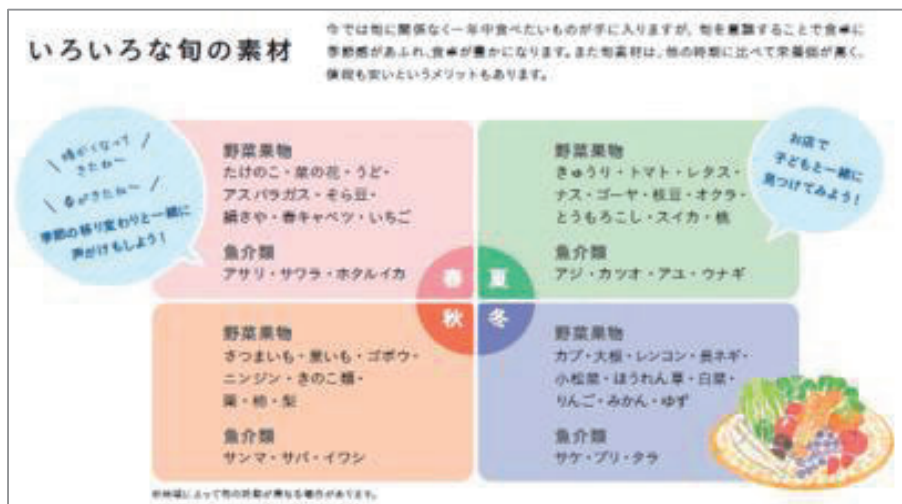 いろいろな旬の素材
今では旬に関係なく一年中食べたいものが手に入りますが、旬を意識することで食卓に
季節感があふれ、食卓が豊かになります。また旬素材は、他の時期に比べて栄養価が高く、
値段も安いというメリットもあります。
暖かくなって
きたね〜
春がきたね〜
季節の移り変わりと一緒に
声がけもしよう！
野菜果物
たけのこ・菜の花・うど・
アスパラガス・そら豆・
絹さや・春キャベツ・いちご
魚介類
アサリ・サワラ・ホタルイカ
春
お店で
子どもと一緒に
見つけてみよう！
野菜果物
きゅうり・トマト・レタス・
ナス・ゴーヤ・枝豆・オクラ・
とうもろこし・スイカ・桃
魚介類
アジ・カツオ・アユ・ウナギ
夏
秋
野菜果物
さつまいも・里いも・ゴボウ・
ニンジン・きのこ類・
栗・柿・梨
魚介類
サンマ・サバ・イワシ
冬
野菜果物
カブ・大根・レンコン・長ネギ・
小松菜・ほうれん草・白菜・
りんご・みかん・ゆず
魚介類
サケ・ブリ・タラ
※地域によって旬の時期が異なる場合があります。